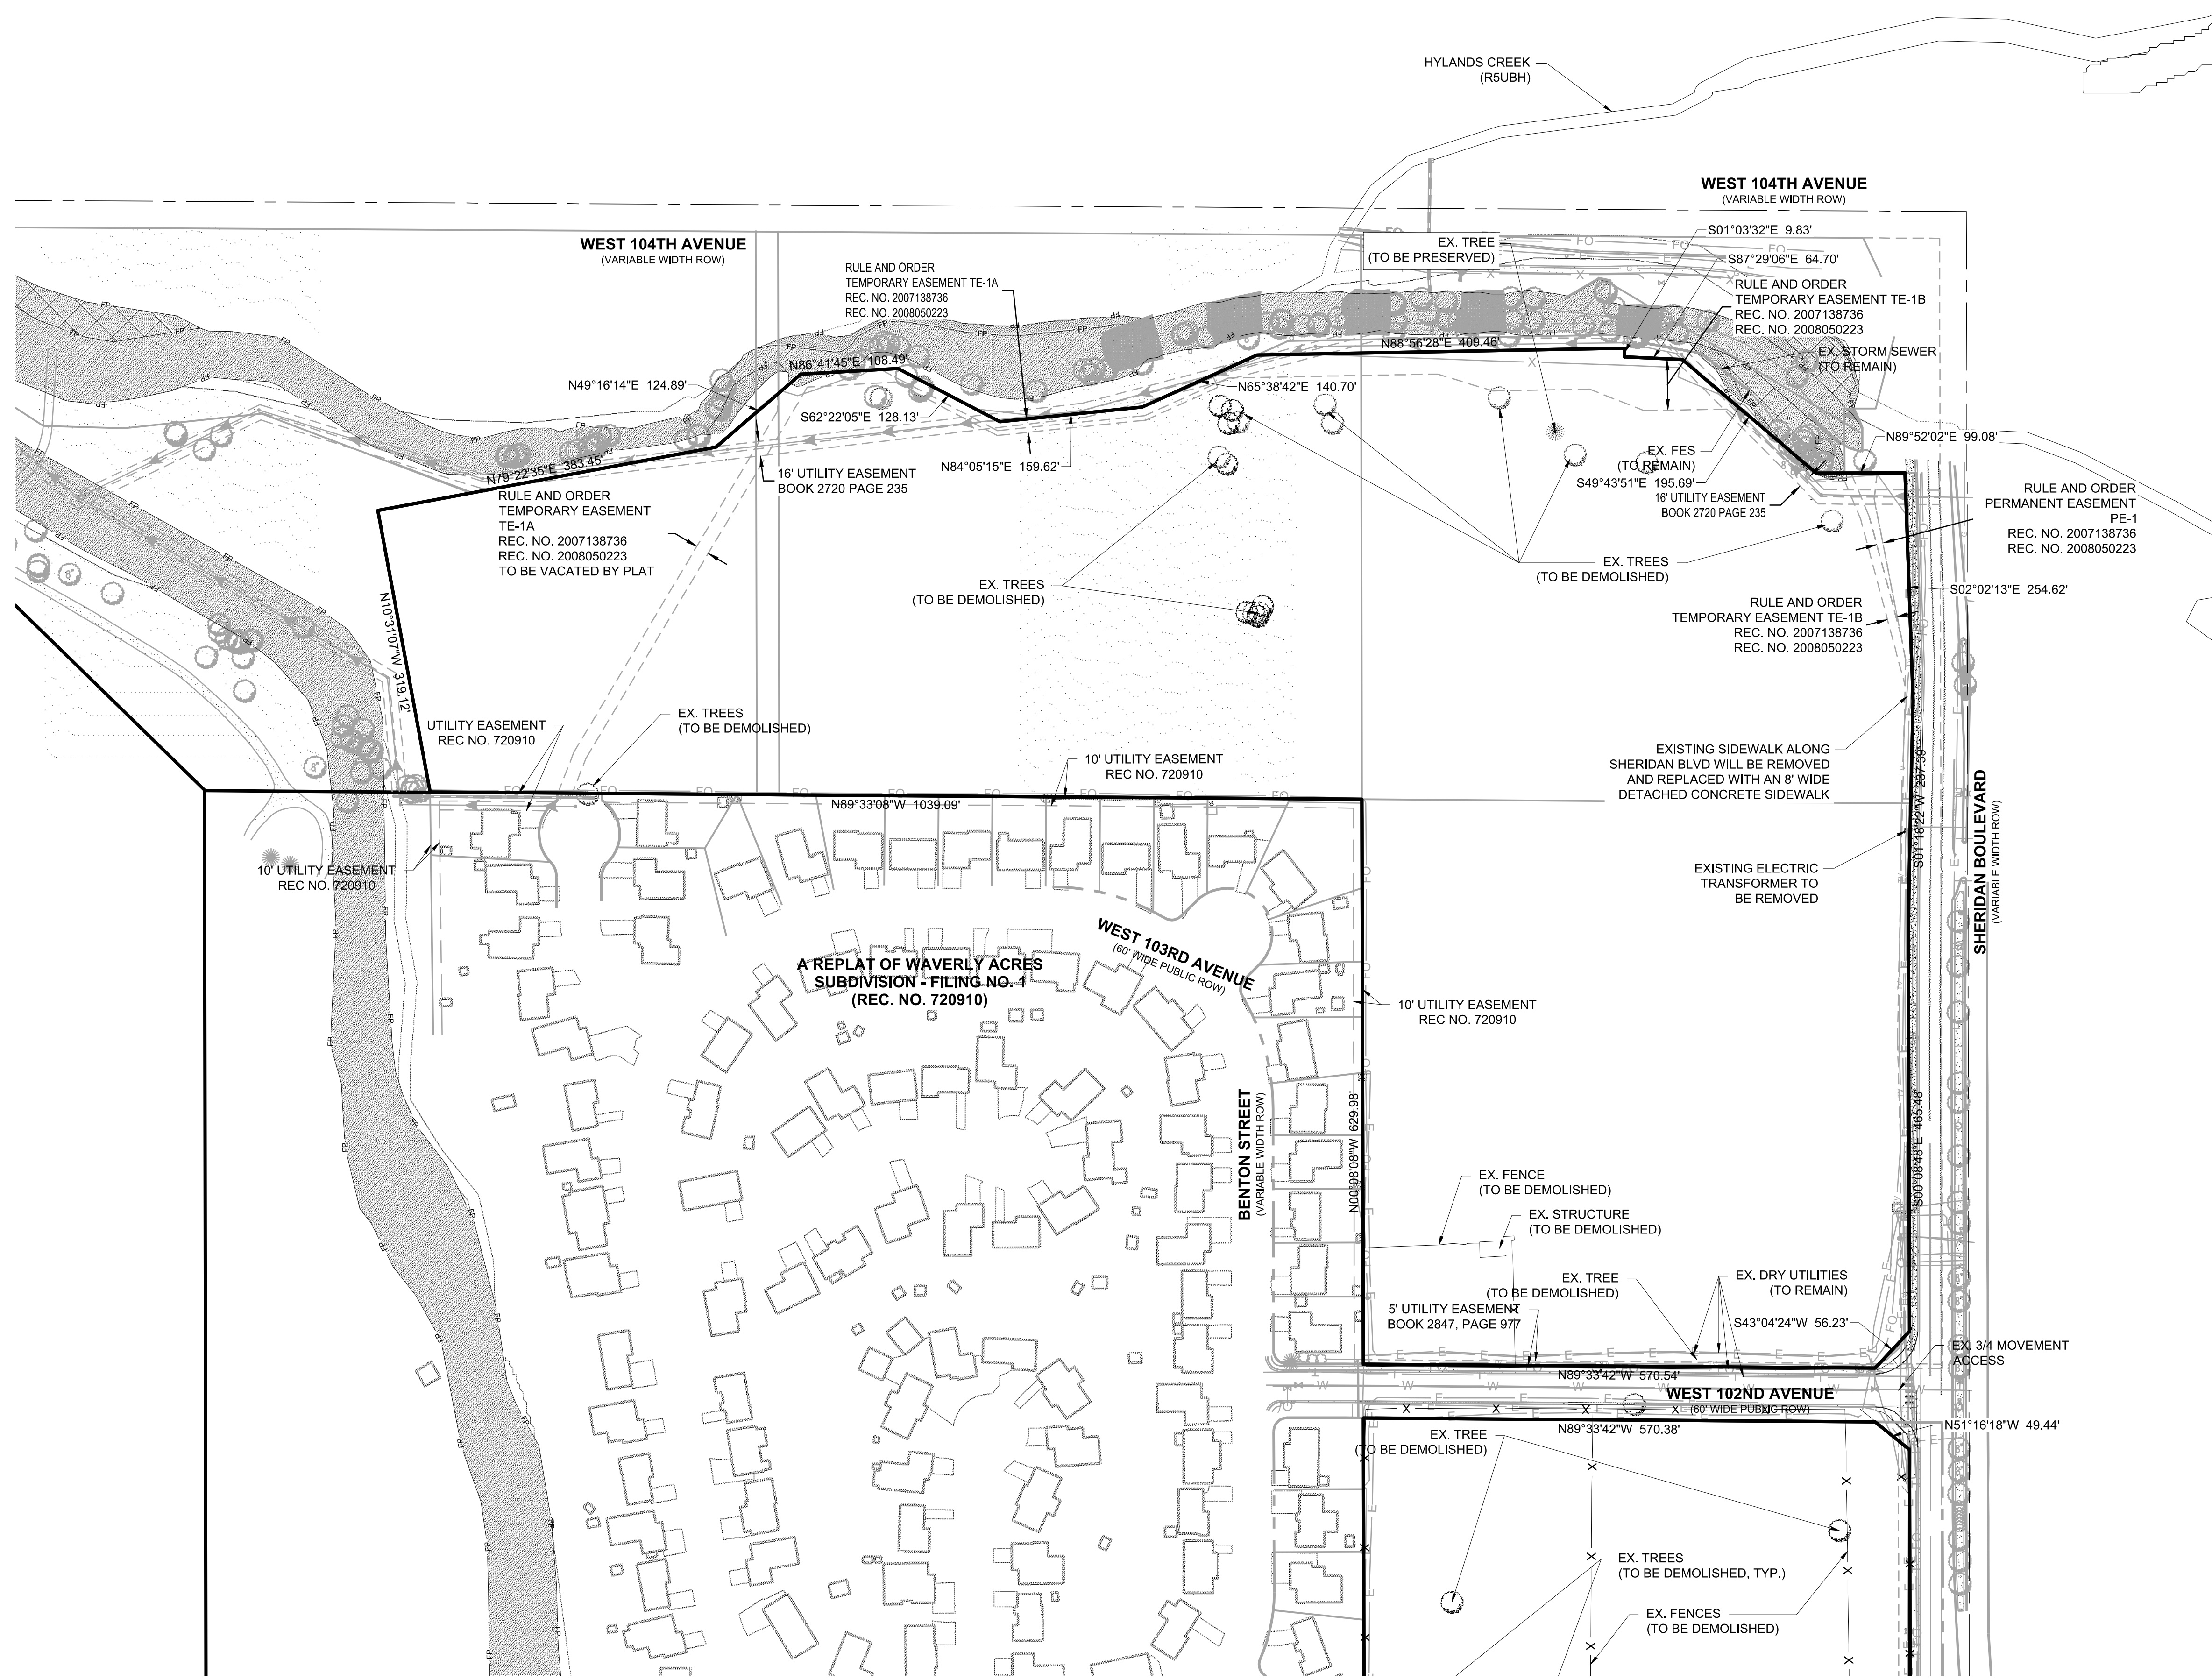 HYLANDS CREEK
(R5UBH)
WEST 104TH AVENUE
(VARIABLE WIDTH ROW)
WEST 104TH AVENUE
(VARIABLE WIDTH ROW)
S01°03'32"E 9.83'
S87°29'06"E 64.70'
EX. TREE
(TO BE PRESERVED)
RULE AND ORDER
TEMPORARY EASEMENT TE-1A
REC. NO. 2007138736
REC. NO. 2008050223
RULE AND ORDER
TEMPORARY EASEMENT TE-1B
REC. NO. 2007138736
REC. NO. 2008050223
EX. STORM SEWER
(TO REMAIN)
N88°56'28"E 409.46'
N86°41'45"E 108.49'
N49°16'14"E 124.89'
S62°22'05"E 128.13'
N65°38'42"E 140.70'
N84°05'15"E 159.62'
N79°22'35"E 383.45'
16' UTILITY EASEMENT
BOOK 2720 PAGE 235
EX. FES
(TO REMAIN)
S49°43'51"E 195.69'
16' UTILITY EASEMENT
BOOK 2720 PAGE 235
N89°52'02"E 99.08'
RULE AND ORDER
PERMANENT EASEMENT
PE-1
REC. NO. 2007138736
REC. NO. 2008050223
RULE AND ORDER
TEMPORARY EASEMENT
TE-1A
REC. NO. 2007138736
REC. NO. 2008050223
TO BE VACATED BY PLAT
EX. TREES
(TO BE DEMOLISHED)
EX. TREES
(TO BE DEMOLISHED)
S02°02'13"E 254.62'
RULE AND ORDER
TEMPORARY EASEMENT TE-1B
REC. NO. 2007138736
REC. NO. 2008050223
N10°31'07"W 319.12'
UTILITY EASEMENT
REC NO. 720910
EX. TREES
(TO BE DEMOLISHED)
10' UTILITY EASEMENT
REC NO. 720910
N89°33'08"W 1039.09'
EXISTING SIDEWALK ALONG
SHERIDAN BLVD WILL BE REMOVED
AND REPLACED WITH AN 8' WIDE
DETACHED CONCRETE SIDEWALK
S01°18'22"W 237.39'
SHERIDAN BOULEVARD
(VARIABLE WIDTH ROW)
10' UTILITY EASEMENT
REC NO. 720910
EXISTING ELECTRIC
TRANSFORMER TO
BE REMOVED
WEST 103RD AVENUE
(60' WIDE PUBLIC ROW)
A REPLAT OF WAVERLY ACRES
SUBDIVISION - FILING NO. 1
(REC. NO. 720910)
10' UTILITY EASEMENT
REC NO. 720910
BENTON STREET
(VARIABLE WIDTH ROW)
N00°08'08"W 629.98'
S00°08'48"E 465.48'
EX. FENCE
(TO BE DEMOLISHED)
EX. STRUCTURE
(TO BE DEMOLISHED)
EX. TREE
(TO BE DEMOLISHED)
EX. DRY UTILITIES
(TO REMAIN)
5' UTILITY EASEMENT
BOOK 2847, PAGE 977
S43°04'24"W 56.23'
EX. 3/4 MOVEMENT
ACCESS
N89°33'42"W 570.54'
WEST 102ND AVENUE
(60' WIDE PUBLIC ROW)
N89°33'42"W 570.38'
N51°16'18"W 49.44'
EX. TREE
(TO BE DEMOLISHED)
EX. TREES
(TO BE DEMOLISHED, TYP.)
EX. FENCES
(TO BE DEMOLISHED)